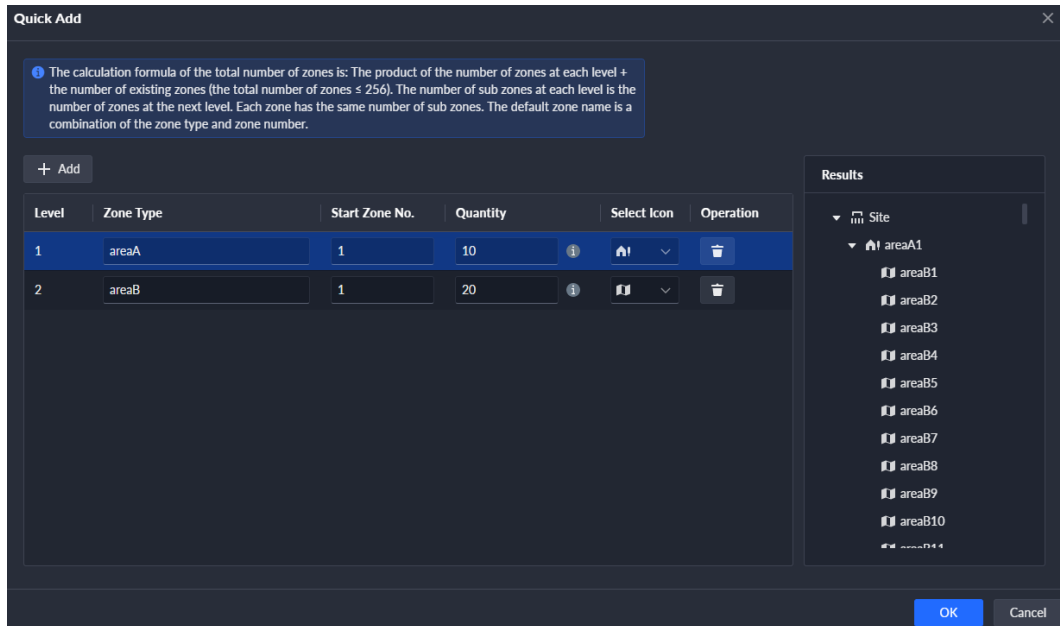 Quick Add
The calculation formula of the total number of zones is: The product of the number of zones at each level +
the number of existing zones (the total number of zones ≤ 256). The number of sub zones at each level is the
number of zones at the next level. Each zone has the same number of sub zones. The default zone name is a
combination of the zone type and zone number.
+ Add
Level Zone Type Start Zone No. Quantity Select Icon Operation
1 areaA 1 10
2 areaB 1 20
Results
Site
areaA1
areaB1
areaB2
areaB3
areaB4
areaB5
areaB6
areaB7
areaB8
areaB9
areaB10
areaB11
OK Cancel